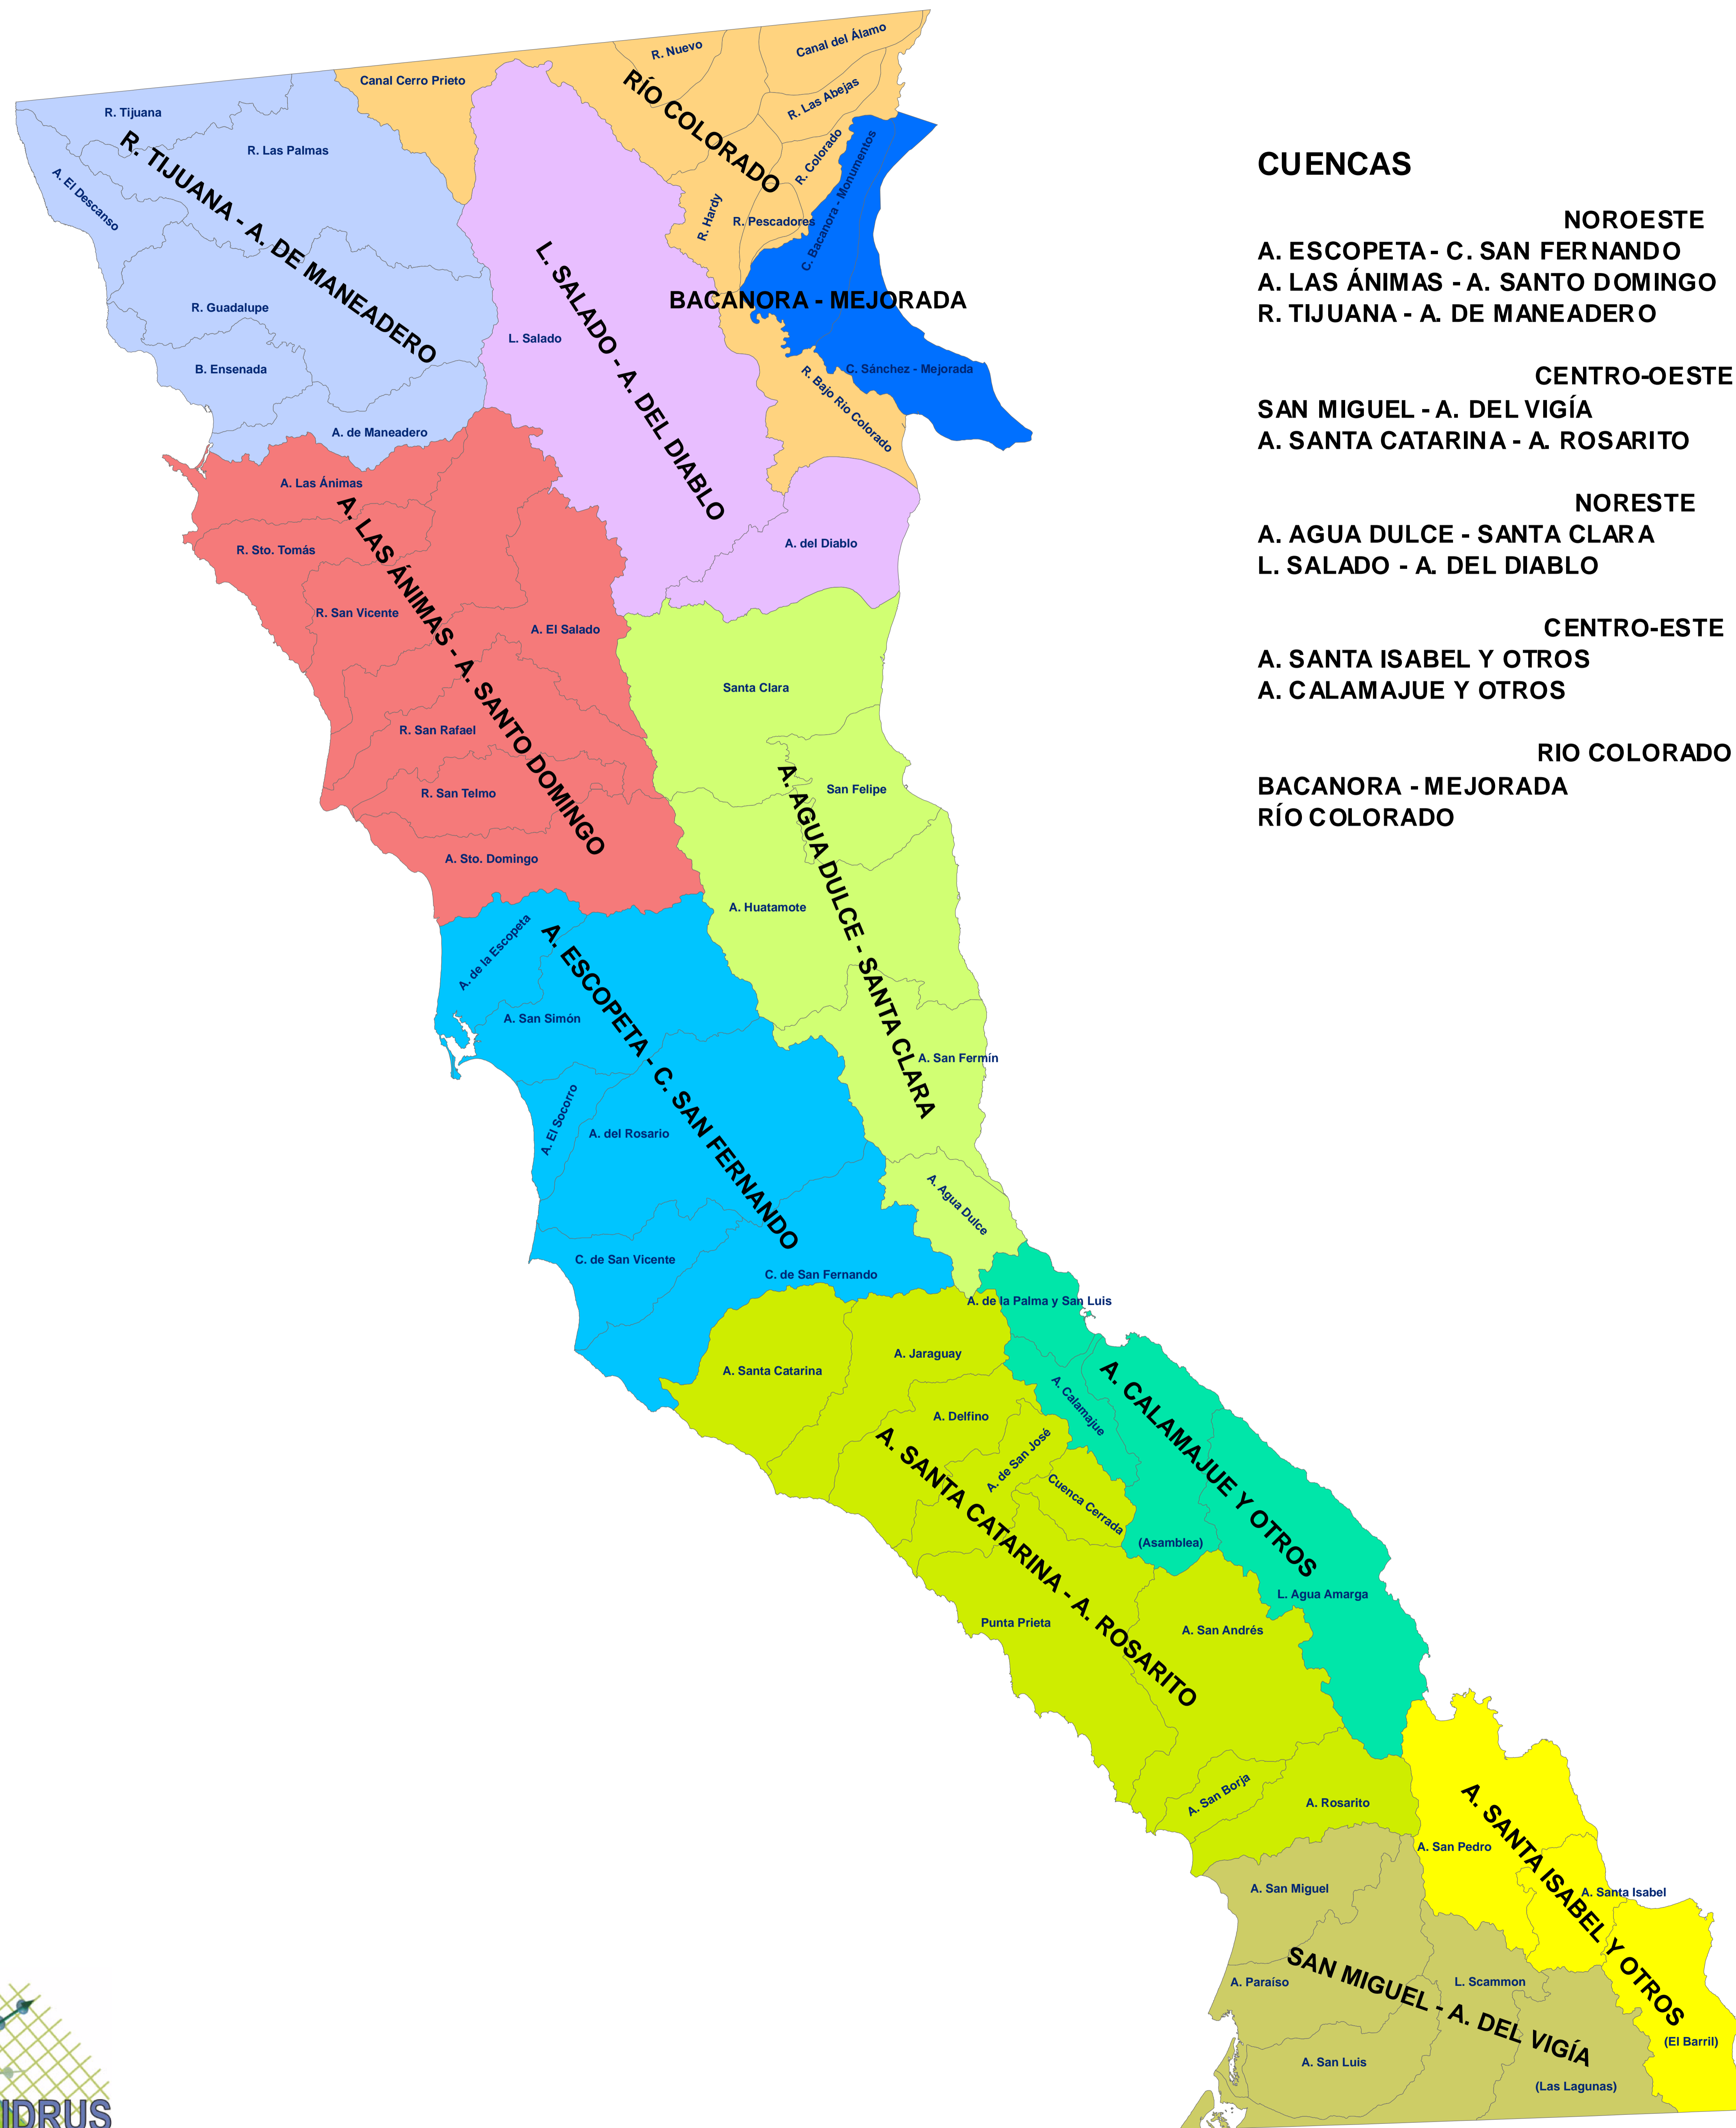 CUENCAS
NOROESTE
A. ESCOPETA - C. SAN FERNANDO
A. LAS ÁNIMAS - A. SANTO DOMINGO
R. TIJUANA - A. DE MANEADERO
CENTRO-OESTE
SAN MIGUEL - A. DEL VIGÍA
A. SANTA CATARINA - A. ROSARITO
NORESTE
A. AGUA DULCE - SANTA CLARA
L. SALADO - A. DEL DIABLO
CENTRO-ESTE
A. SANTA ISABEL Y OTROS
A. CALAMAJUE Y OTROS
RIO COLORADO
BACANORA - MEJORADA
RÍO COLORADO
R. TIJUANA - A. DE MANEADERO
R. Tijuana
R. Las Palmas
A. El Descanso
R. Guadalupe
B. Ensenada
A. de Maneadero
RÍO COLORADO
Canal Cerro Prieto
R. Nuevo
Canal del Álamo
R. Las Abejas
R. Colorado
R. Hardy
R. Pescadores
R. Bajo Rio Colorado
BACANORA - MEJORADA
C. Bacanora - Monumentos
C. Sánchez - Mejorada
L. SALADO - A. DEL DIABLO
L. Salado
A. del Diablo
A. LAS ÁNIMAS - A. SANTO DOMINGO
A. Las Ánimas
R. Sto. Tomás
R. San Vicente
A. El Salado
R. San Rafael
R. San Telmo
A. Sto. Domingo
A. AGUA DULCE - SANTA CLARA
Santa Clara
San Felipe
A. Huatamote
A. San Fermín
A. Agua Dulce
A. ESCOPETA - C. SAN FERNANDO
A. de la Escopeta
A. San Simón
A. El Socorro
A. del Rosario
C. de San Vicente
C. de San Fernando
A. CALAMAJUE Y OTROS
A. de la Palma y San Luis
A. Calamajue
(Asamblea)
L. Agua Amarga
A. SANTA CATARINA - A. ROSARITO
A. Santa Catarina
A. Jaraguay
A. Delfino
A. de San José
Cuenca Cerrada
Punta Prieta
A. San Andrés
A. San Borja
A. Rosarito
A. SANTA ISABEL Y OTROS
A. San Pedro
A. Santa Isabel
(El Barril)
SAN MIGUEL - A. DEL VIGÍA
A. San Miguel
A. Paraíso
L. Scammon
A. San Luis
(Las Lagunas)
IDRUS